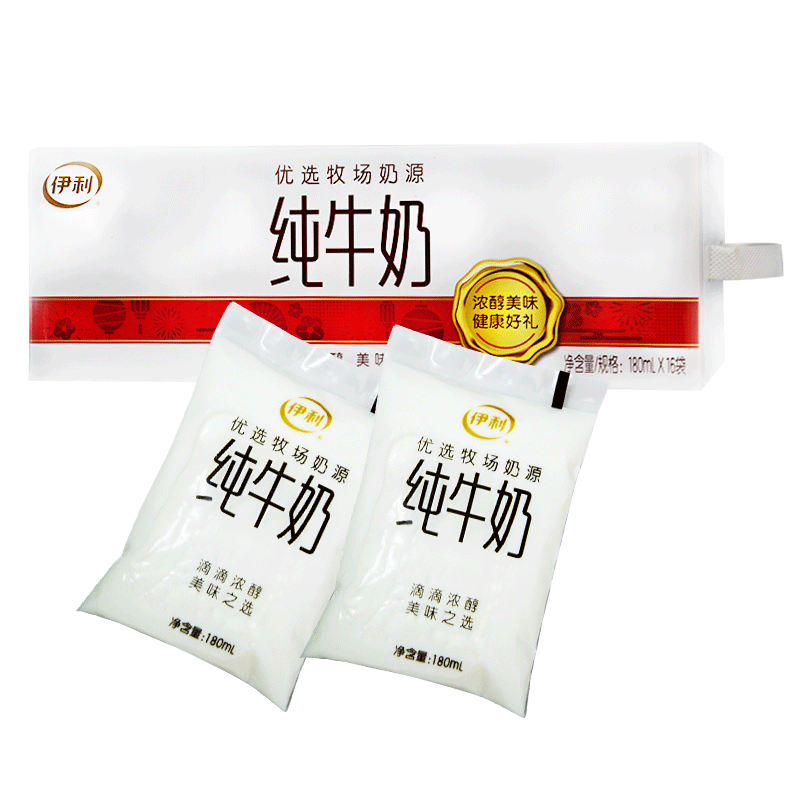 伊利
优选牧场奶源
纯牛奶
浓醇美味
健康好礼
美味
净含量/规格：180mL X 16袋
伊利
优选牧场奶源
纯牛奶
滴滴浓醇
美味之选
净含量:180mL
伊利
优选牧场奶源
纯牛奶
滴滴浓醇
美味之选
净含量:180mL